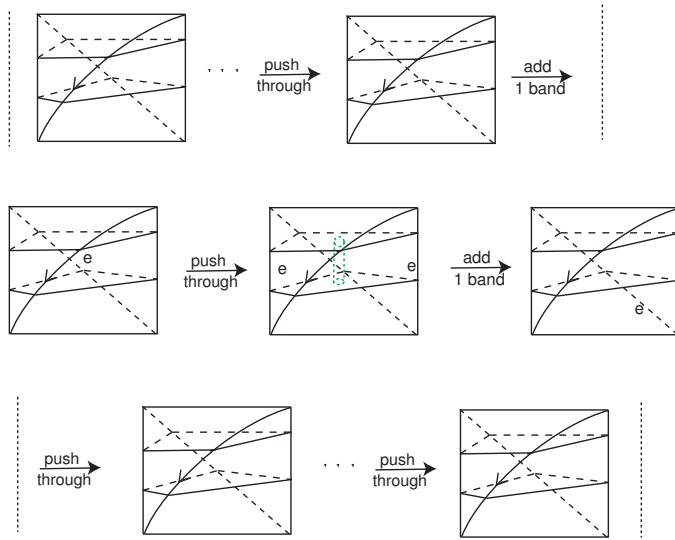 . . . push through add 1 band
e push through e e add 1 band e
push through . . . push through